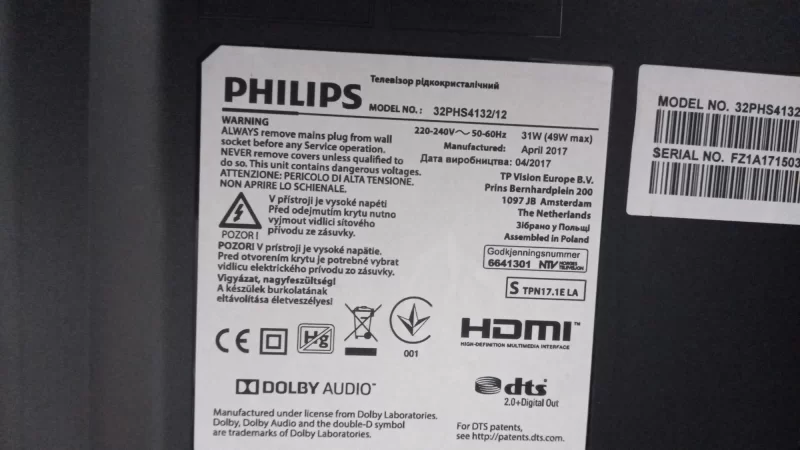 Телевізор рідкокристалічний
PHILIPS
MODEL NO. : 32PHS4132/12
220-240V ~ 50-60Hz 31W (49W max)
Manufactured: April 2017
Дата виробництва: 04/2017
WARNING
ALWAYS remove mains plug from wall
socket before any Service operation.
NEVER remove covers unless qualified to
do so. This unit contains dangerous voltages.
ATTENZIONE: PERICOLO DI ALTA TENSIONE.
NON APRIRE LO SCHIENALE.
V přístroji je vysoké napětí
Před odejmutím krytu nutno
vyjmout vidlici síťového
přívodu ze zásuvky.
POZOR !
POZOR! V prístroji je vysoké napätie.
Pred otvorením krytu je potrebné vybrat
vidlicu elektrického prívodu zo zásuvky.
Vigyázat, nagyfeszültség!
A készülek burkolatának
eltávolítása életveszélyes!
TP Vision Europe B.V.
Prins Bernhardplein 200
1097 JB Amsterdam
The Netherlands
Зібрано у Польщі
Assembled in Poland
Godkjenningsnummer
6641301 NTV NORGES TELEVISJON
S TPN17.1E LA
CE
Hg
001
HDMI™
HIGH-DEFINITION MULTIMEDIA INTERFACE
DOLBY AUDIO™
dts
2.0+Digital Out
Manufactured under license from Dolby Laboratories.
Dolby, Dolby Audio and the double-D symbol
are trademarks of Dolby Laboratories.
For DTS patents,
see http://patents.dts.com.
MODEL NO. 32PHS4132
SERIAL NO. FZ1A171503